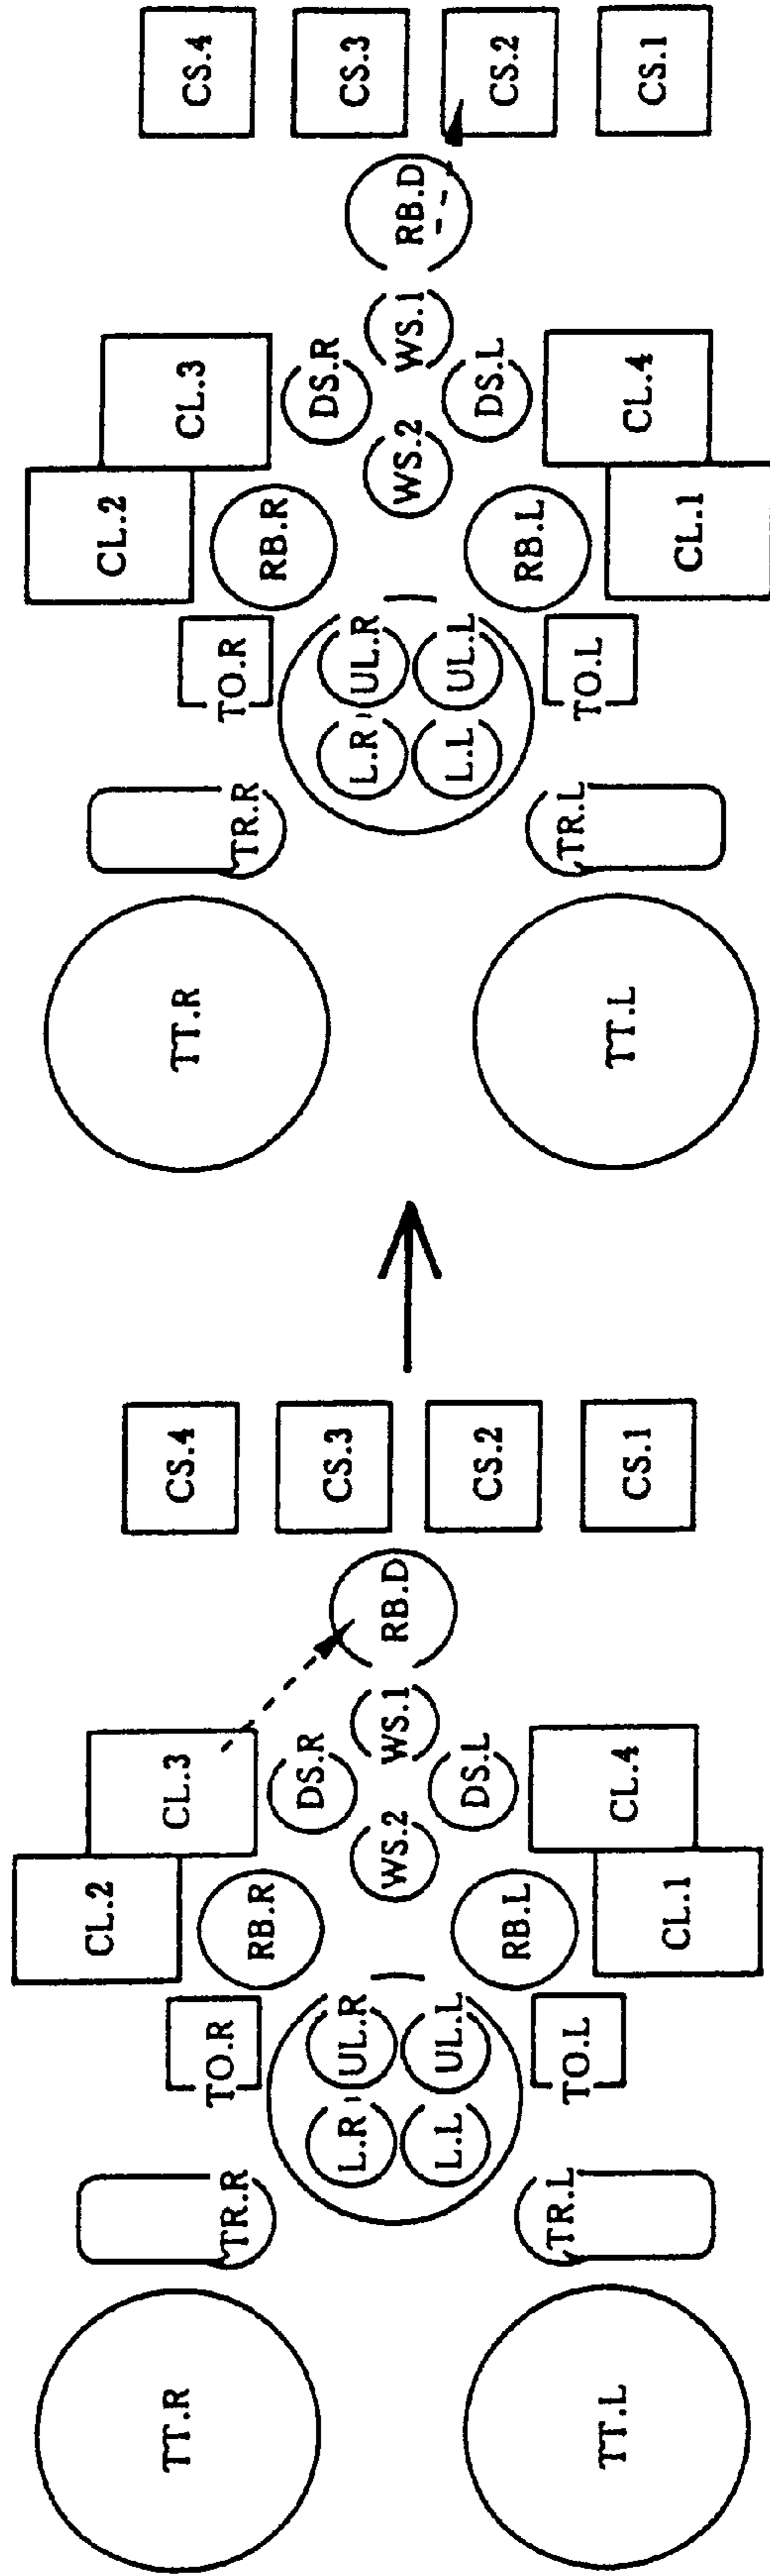 CS.4
CS.3
CS.2
CS.1
RB.D
CL.2
CL.3
DS.R
WS.1
DS.L
WS.2
CL.4
CL.1
RB.R
RB.L
TO.R
UL.R
L.R
UL.L
L.L
TO.L
TR.R
TR.L
TT.R
TT.L
CS.4
CS.3
CS.2
CS.1
RB.D
CL.2
CL.3
DS.R
WS.1
DS.L
WS.2
CL.4
CL.1
RB.R
RB.L
TO.R
UL.R
L.R
UL.L
L.L
TO.L
TR.R
TR.L
TT.R
TT.L